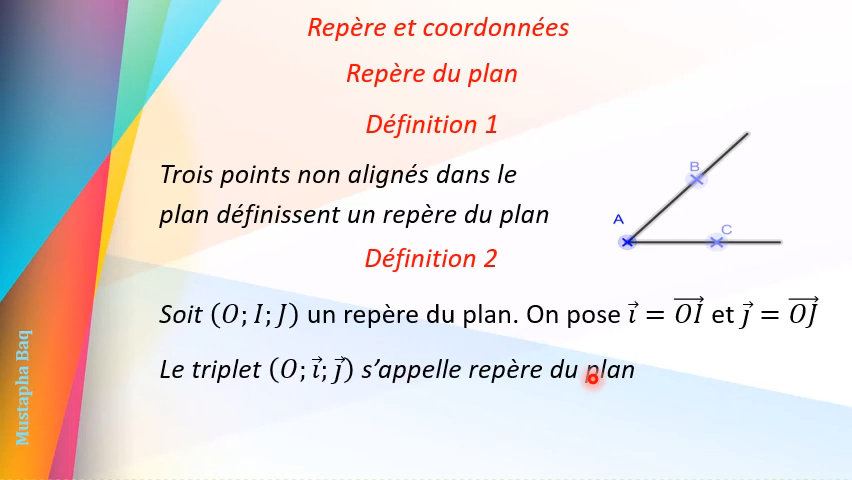 Repère et coordonnées
Repère du plan
Définition 1
Trois points non alignés dans le
plan définissent un repère du plan
B
A
C
Définition 2
Soit (O; I; J) un repère du plan. On pose ı⃗ = O͞I⃗ et ȷ⃗ = O͞J⃗
Le triplet (O; ı⃗; ȷ⃗) s’appelle repère du plan
Mustapha Baq